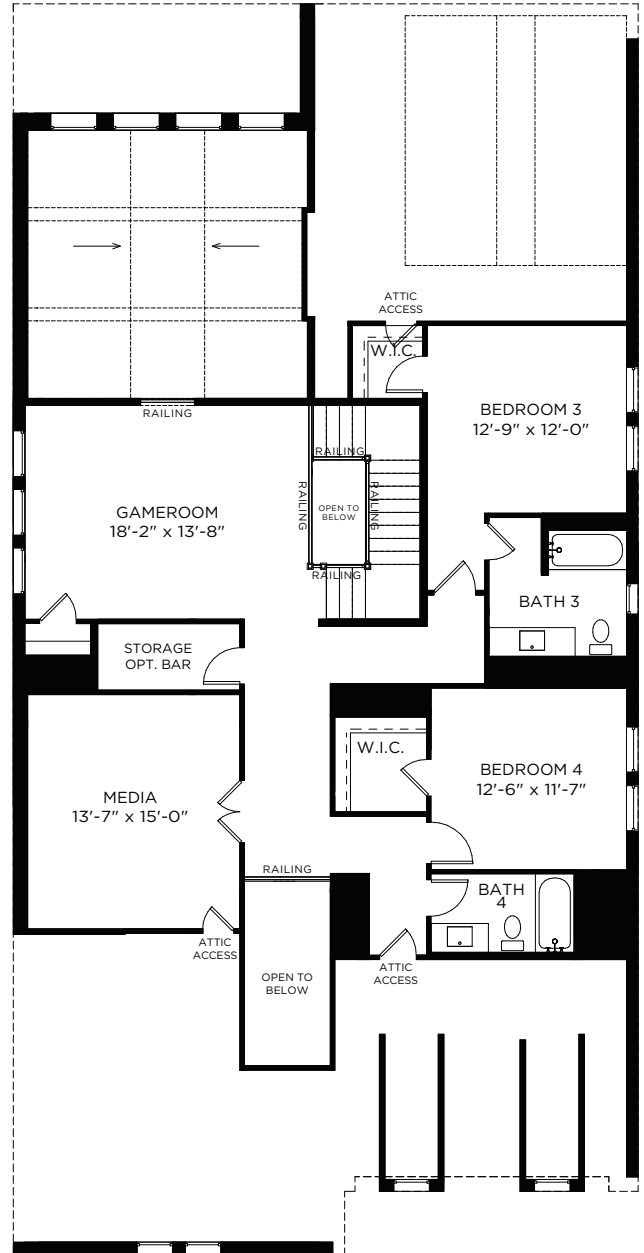 ATTIC
ACCESS
W.I.C.
BEDROOM 3
12'-9" x 12'-0"
RAILING
RAILING
GAMEROOM
18'-2" x 13'-8"
RAILING
OPEN TO
BELOW
RAILING
RAILING
BATH 3
STORAGE
OPT. BAR
W.I.C.
BEDROOM 4
12'-6" x 11'-7"
MEDIA
13'-7" x 15'-0"
RAILING
BATH
4
ATTIC
ACCESS
OPEN TO
BELOW
ATTIC
ACCESS